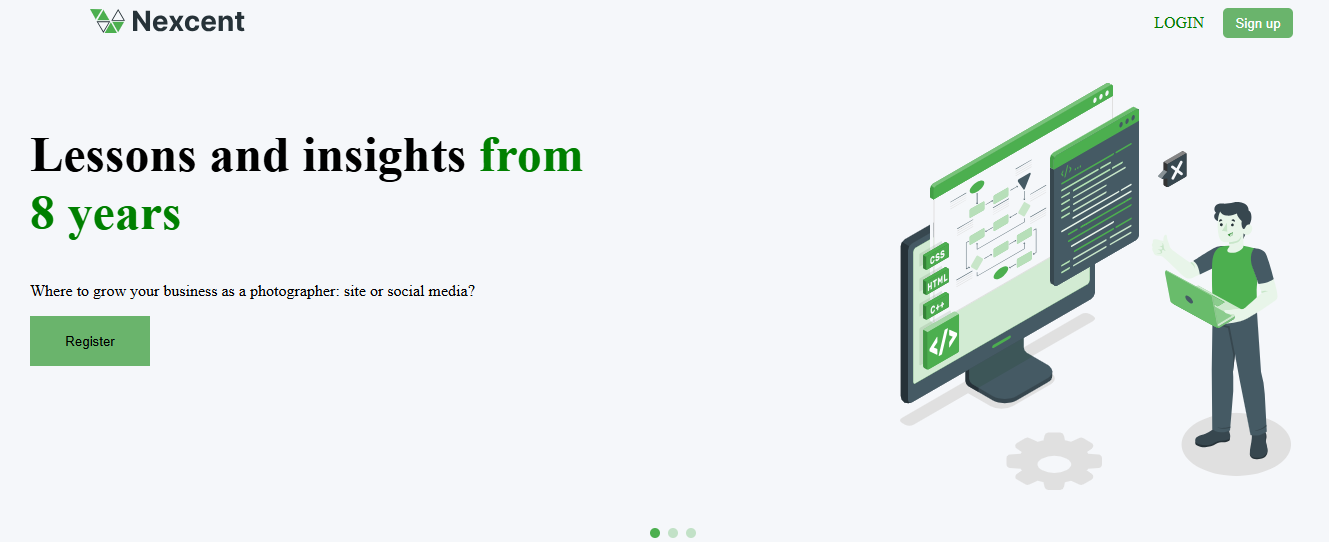 Nexcent
LOGIN
Sign up
Lessons and insights from
8 years
Where to grow your business as a photographer: site or social media?
Register
CSS
HTML
C++
</>